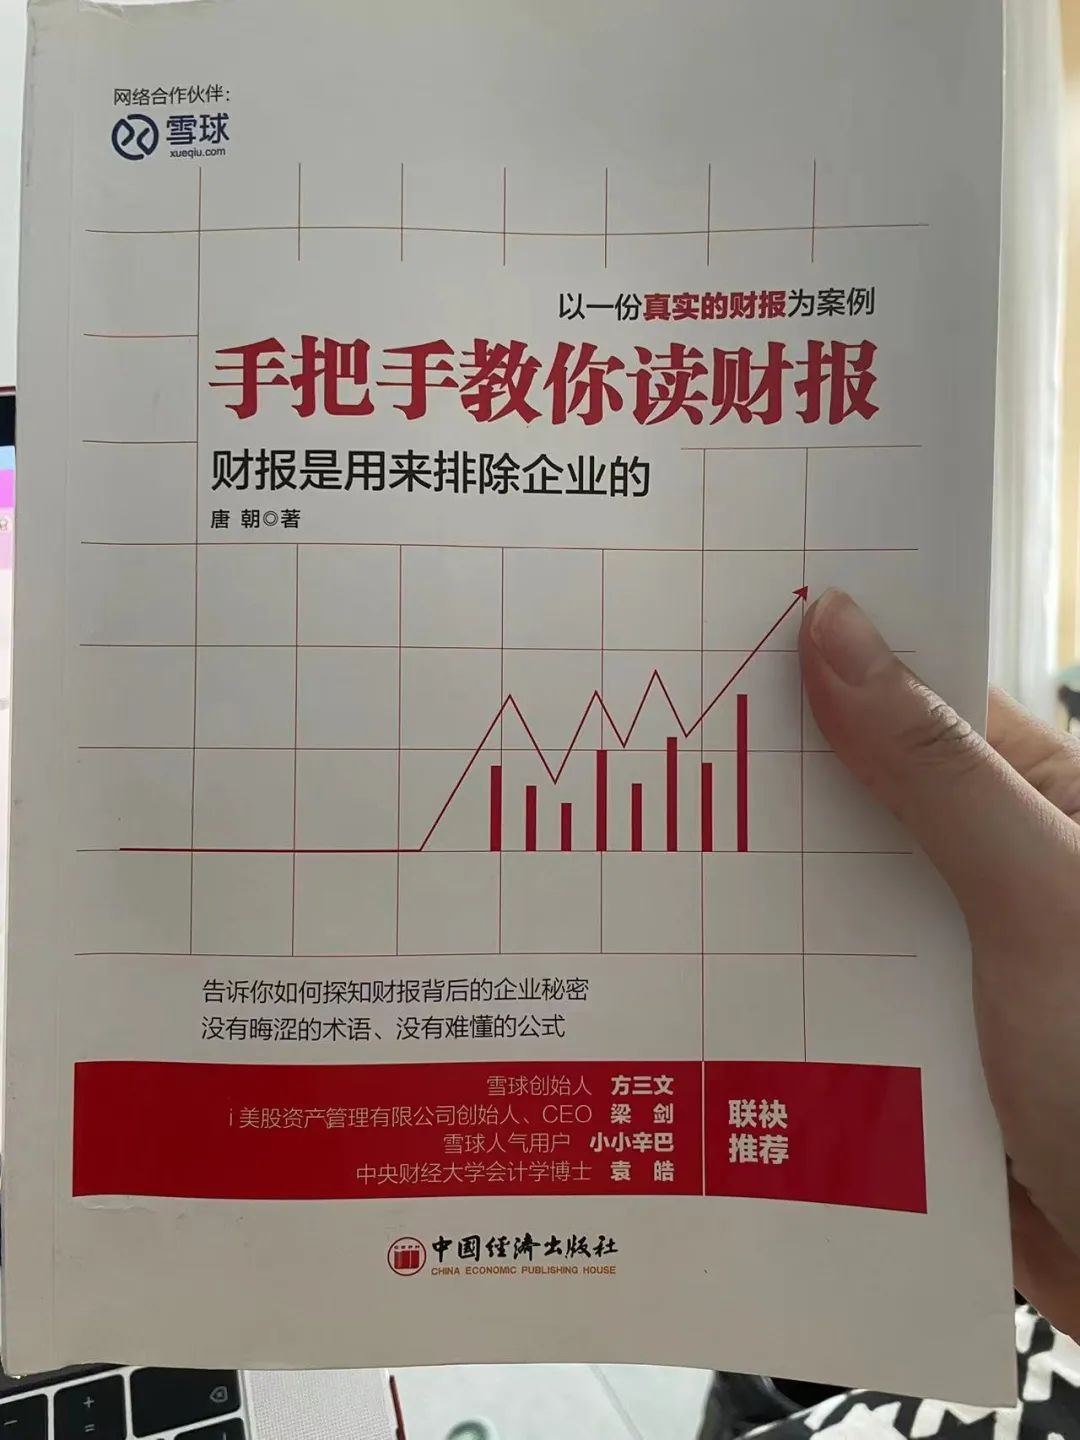 网络合作伙伴：
雪球
xueqiu.com
以一份真实的财报为案例
手把手教你读财报
财报是用来排除企业的
唐 朝◎著
告诉你如何探知财报背后的企业秘密
没有晦涩的术语、没有难懂的公式
雪球创始人 方三文
i 美股资产管理有限公司创始人、CEO 梁 剑
雪球人气用户 小小辛巴
中央财经大学会计学博士 袁 皓
联袂
推荐
中国经济出版社
CHINA ECONOMIC PUBLISHING HOUSE